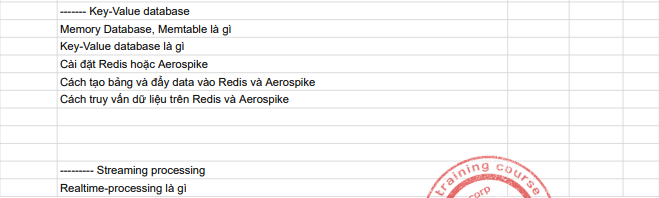 ------- Key-Value database
Memory Database, Memtable là gì
Key-Value database là gì
Cài đặt Redis hoặc Aerospike
Cách tạo bảng và đẩy data vào Redis và Aerospike
Cách truy vấn dữ liệu trên Redis và Aerospike
--------- Streaming processing
training course
Realtime-processing là gì
corp